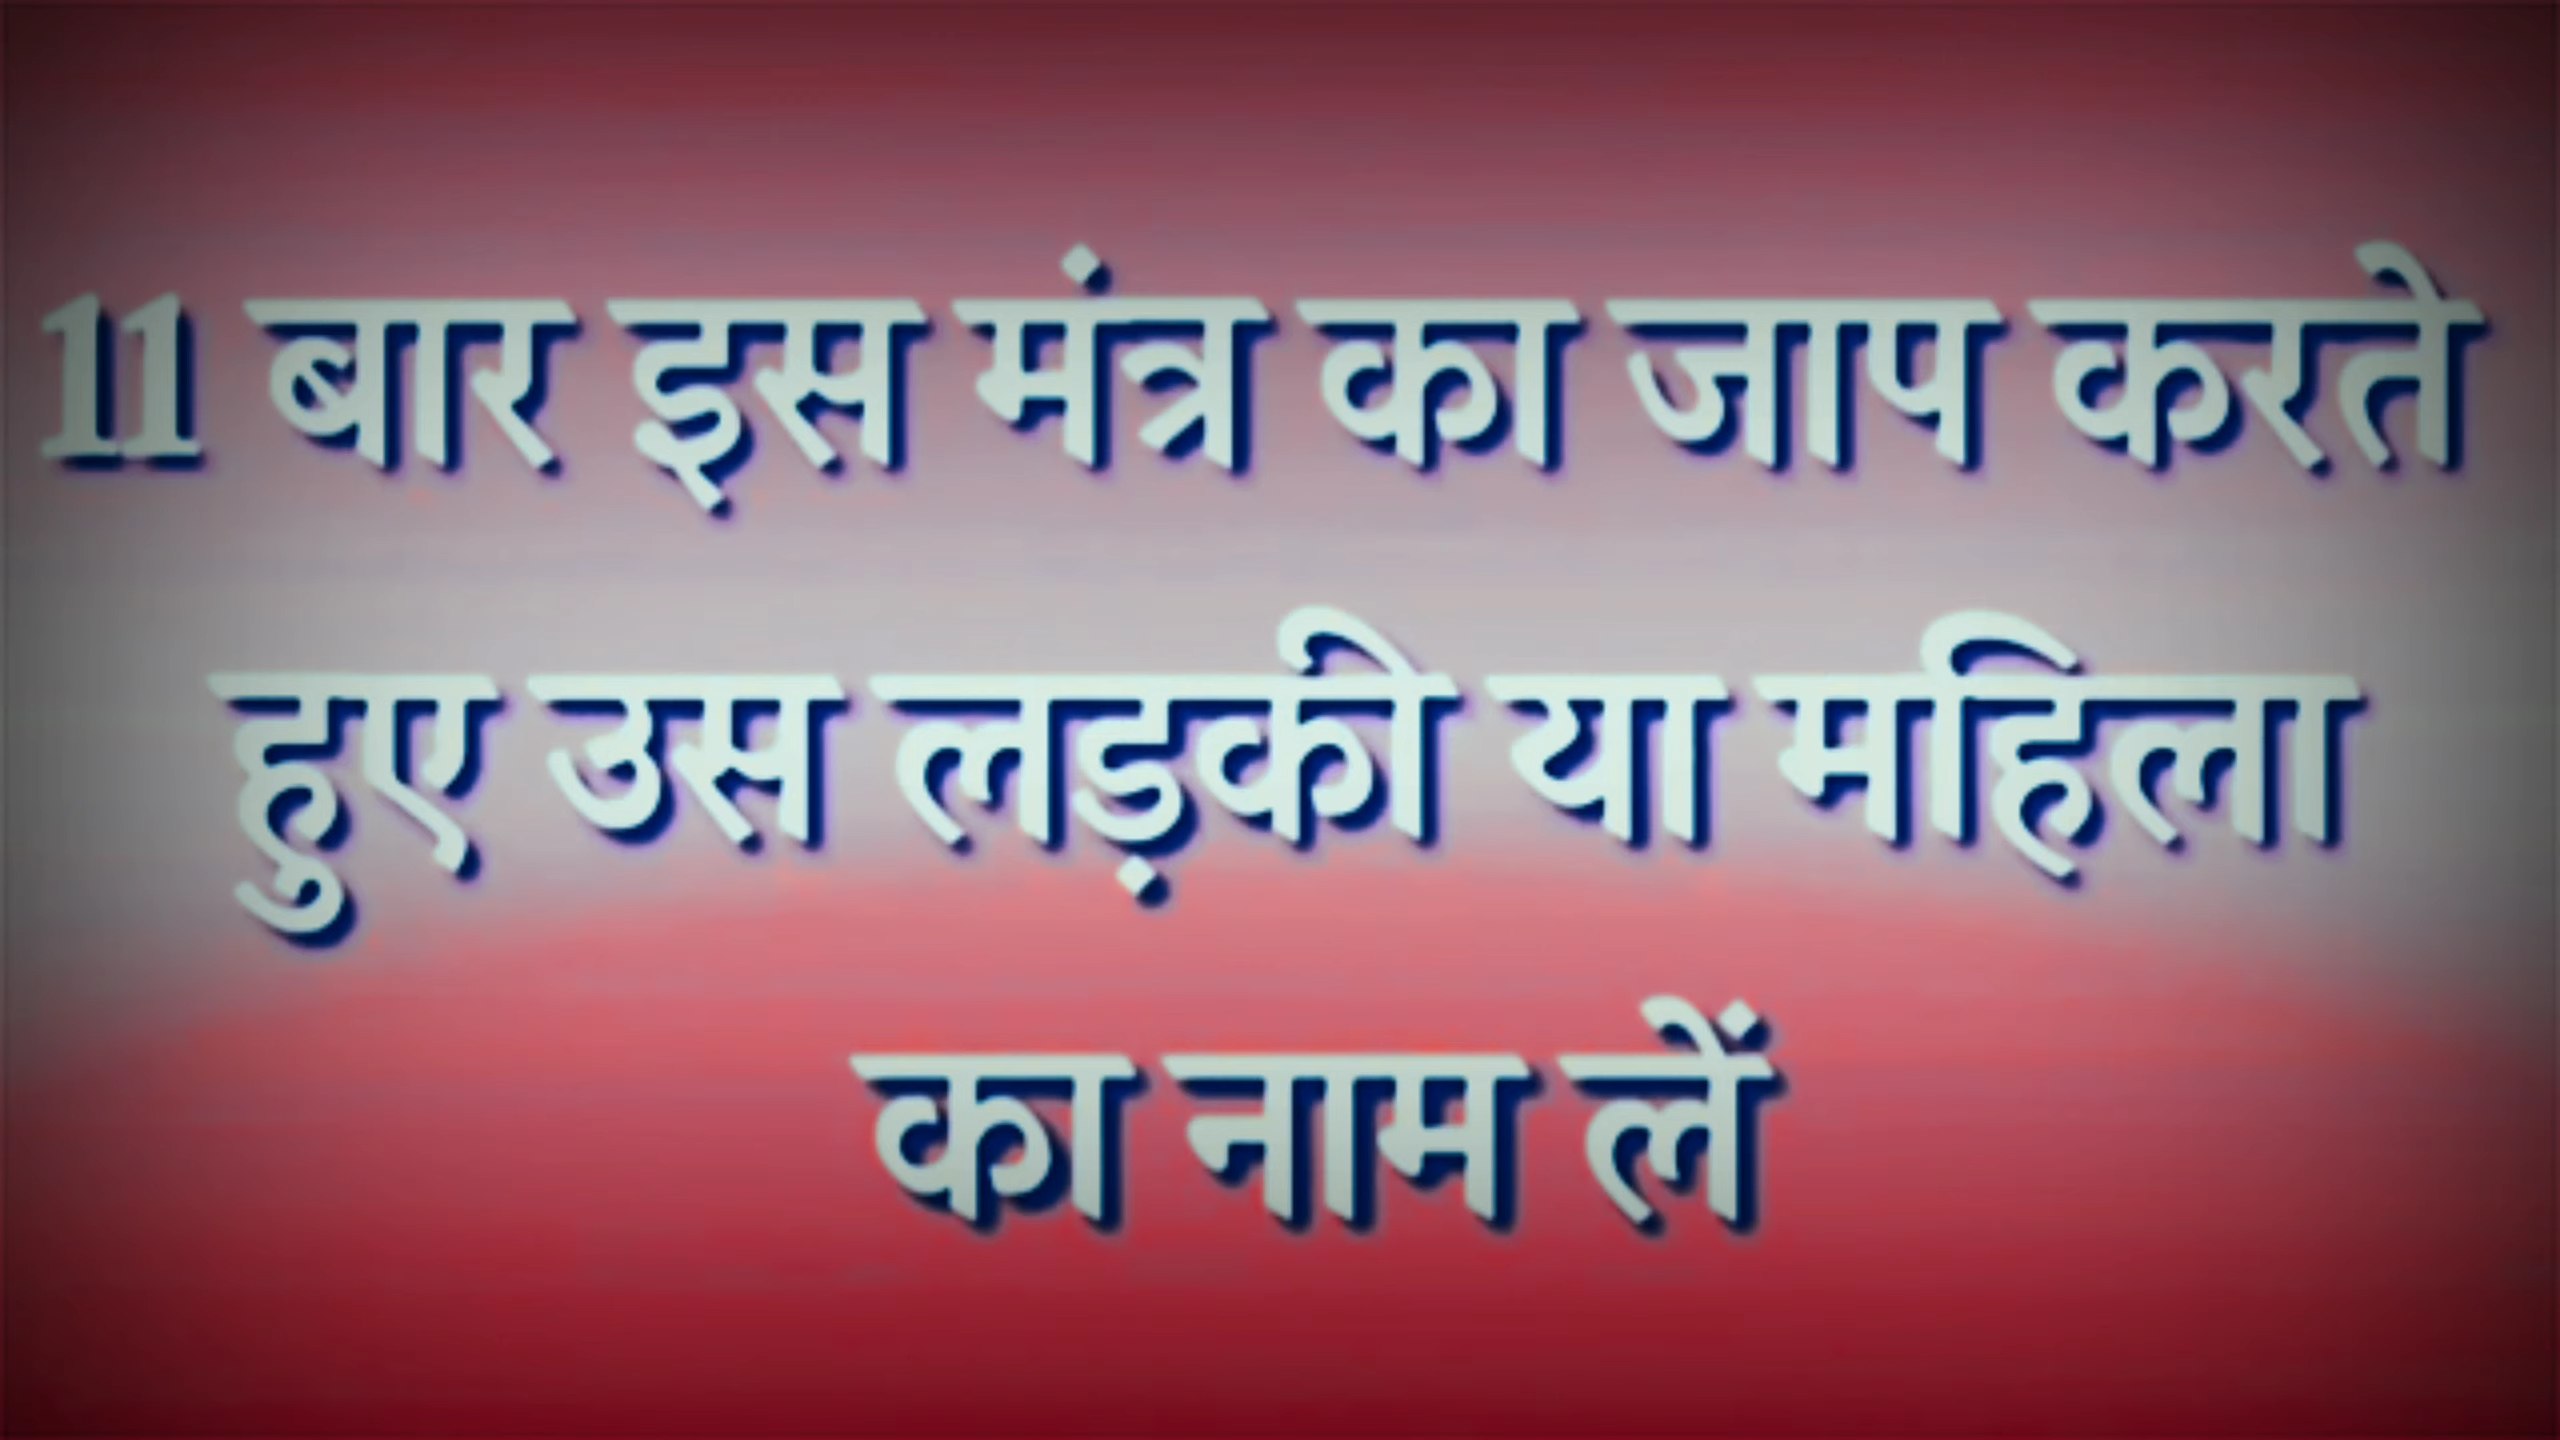 11 बार इस मंत्र का जाप करते
हुए उस लड़की या महिला
का नाम लें